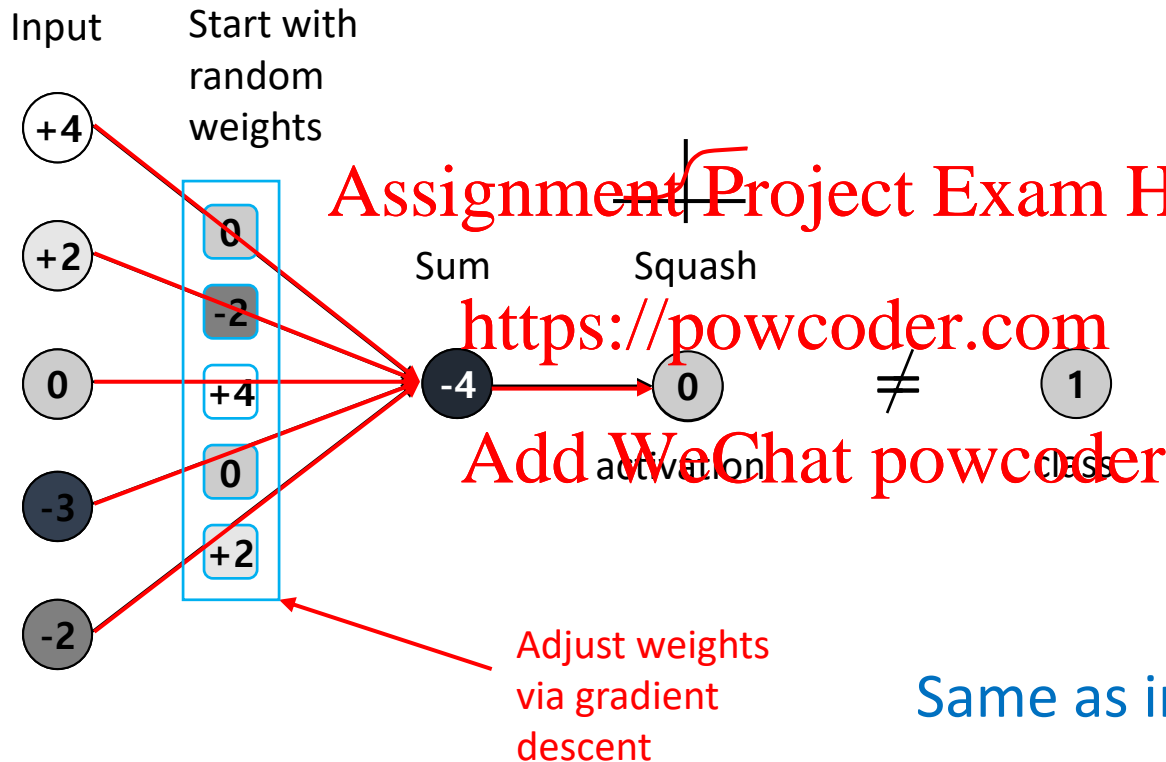 Input
Start with
random
weights
+4
+2
0
-3
-2
0
-2
+4
0
+2
Assignment Project Exam H
Sum
Squash
https://powcoder.com
-4
0
≠
1
Add WeChat powcoder
activation
class
Adjust weights
via gradient
descent
Same as i